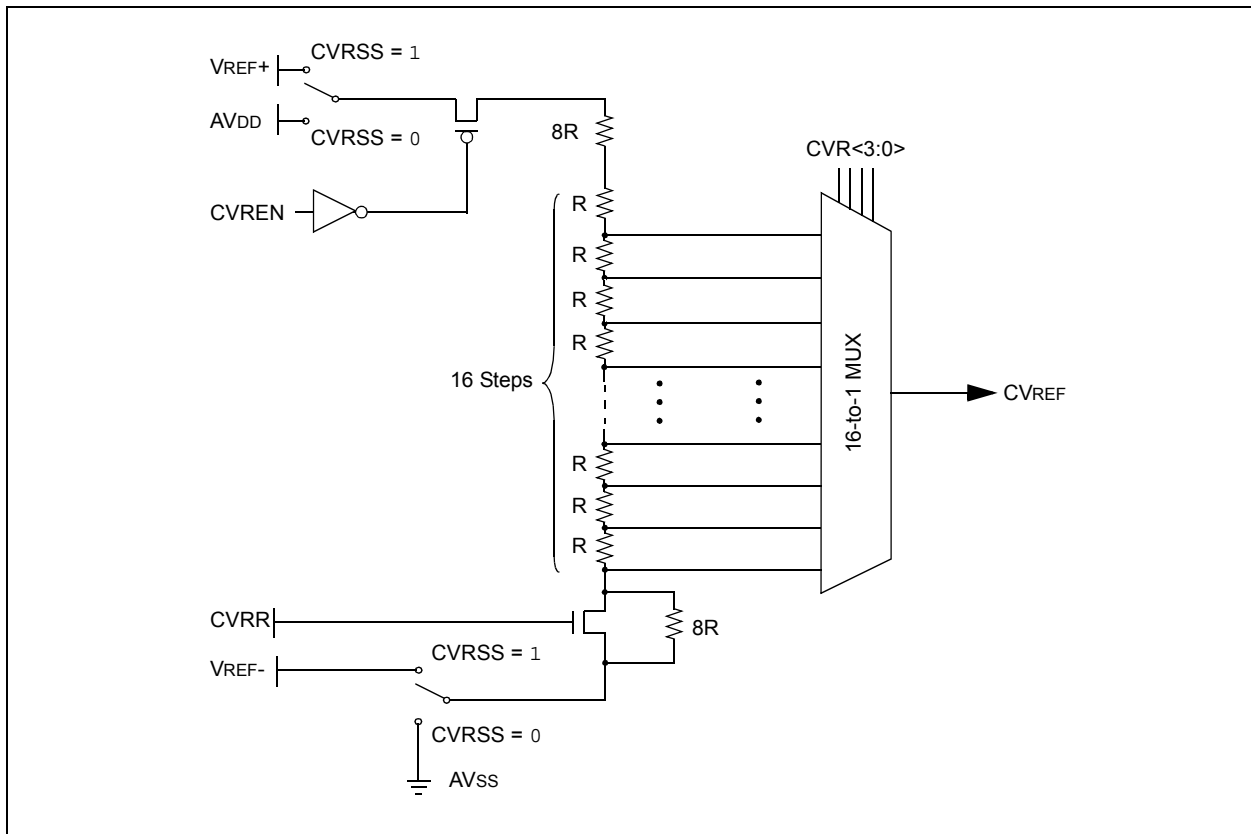 CVRSS = 1
VREF+
AVDD
CVRSS = 0
8R
CVR<3:0>
CVREN
R
R
R
R
16 Steps
16-to-1 MUX
CVREF
R
R
R
CVRR
8R
CVRSS = 1
VREF-
CVRSS = 0
AVSS